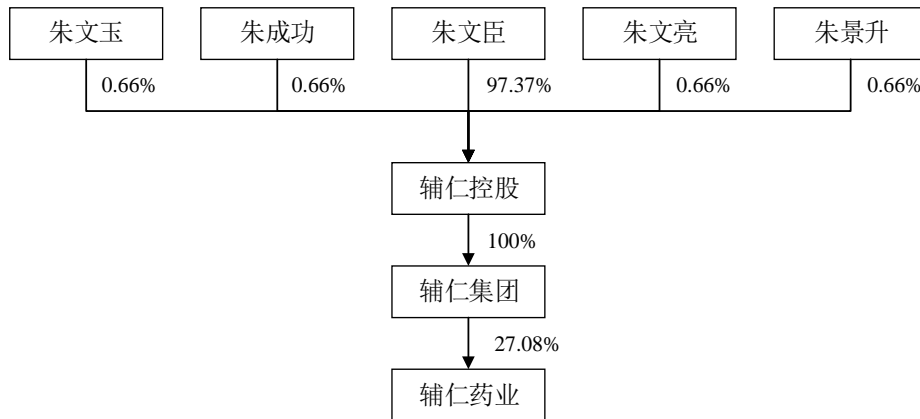 朱文玉 朱成功 朱文臣 朱文亮 朱景升
0.66% 0.66% 97.37% 0.66% 0.66%
辅仁控股
100%
辅仁集团
27.08%
辅仁药业